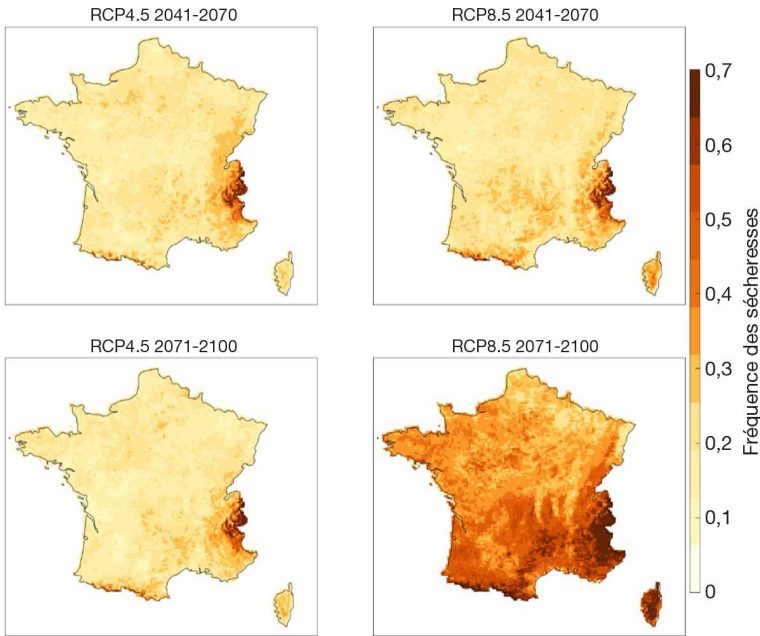 RCP4.5 2041-2070
RCP8.5 2041-2070
RCP4.5 2071-2100
RCP8.5 2071-2100
0,7
0,6
0,5
0,4
0,3
0,2
0,1
0
Fréquence des sécheresses